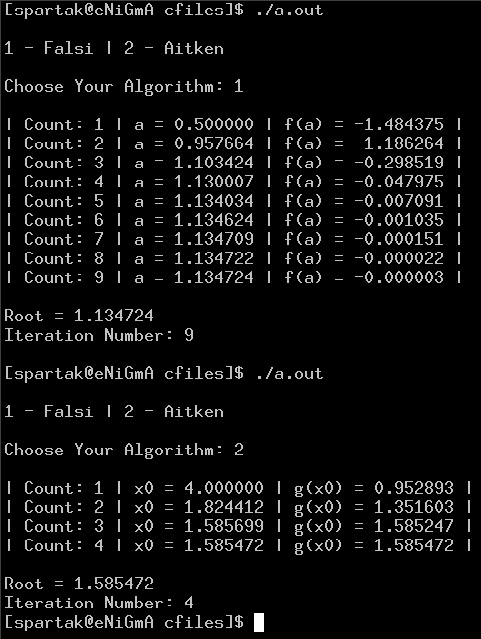 [spartak@eNiGmA cfiles]$ ./a.out
1 - Falsi | 2 - Aitken
Choose Your Algorithm: 1
| Count: 1 | a = 0.500000 | f(a) = -1.484375 |
| Count: 2 | a = 0.957664 | f(a) =  1.186264 |
| Count: 3 | a = 1.103424 | f(a) = -0.298519 |
| Count: 4 | a = 1.130007 | f(a) = -0.047975 |
| Count: 5 | a = 1.134034 | f(a) = -0.007091 |
| Count: 6 | a = 1.134624 | f(a) = -0.001035 |
| Count: 7 | a = 1.134709 | f(a) = -0.000151 |
| Count: 8 | a = 1.134722 | f(a) = -0.000022 |
| Count: 9 | a = 1.134724 | f(a) = -0.000003 |
Root = 1.134724
Iteration Number: 9
[spartak@eNiGmA cfiles]$ ./a.out
1 - Falsi | 2 - Aitken
Choose Your Algorithm: 2
| Count: 1 | x0 = 4.000000 | g(x0) = 0.952893 |
| Count: 2 | x0 = 1.824412 | g(x0) = 1.351603 |
| Count: 3 | x0 = 1.585699 | g(x0) = 1.585247 |
| Count: 4 | x0 = 1.585472 | g(x0) = 1.585472 |
Root = 1.585472
Iteration Number: 4
[spartak@eNiGmA cfiles]$